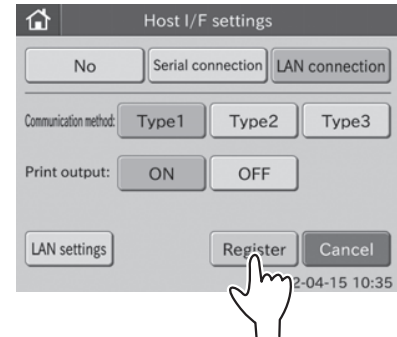 Host I/F settings
No Serial connection LAN connection
Communication method: Type1 Type2 Type3
Print output: ON OFF
LAN settings Register Cancel
2-04-15 10:35